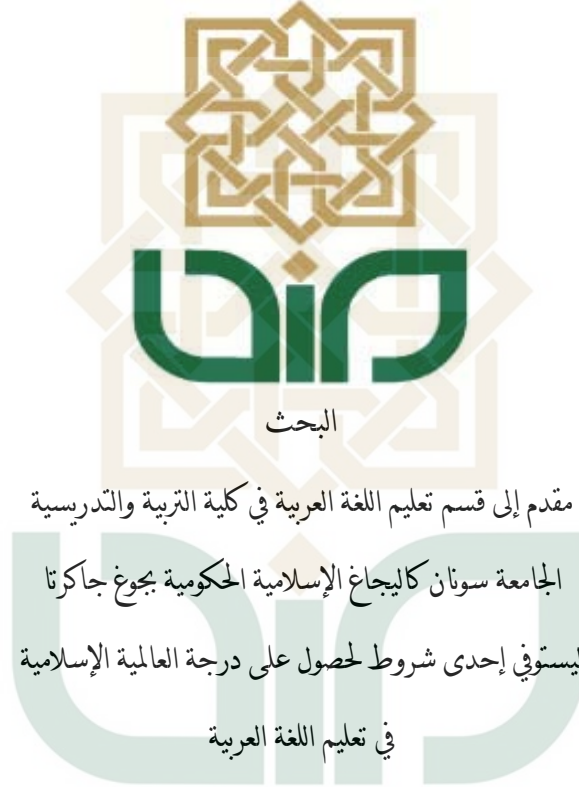 البحث
مقدم إلى قسم تعليم اللغة العربية في كلية التربية والتدريسية
الجامعة سونان كاليجاغ الإسلامية الحكومية بجوغ جاكرتا
ليستوفي إحدى شروط لحصول على درجة العالمية الإسلامية
في تعليم اللغة العربية